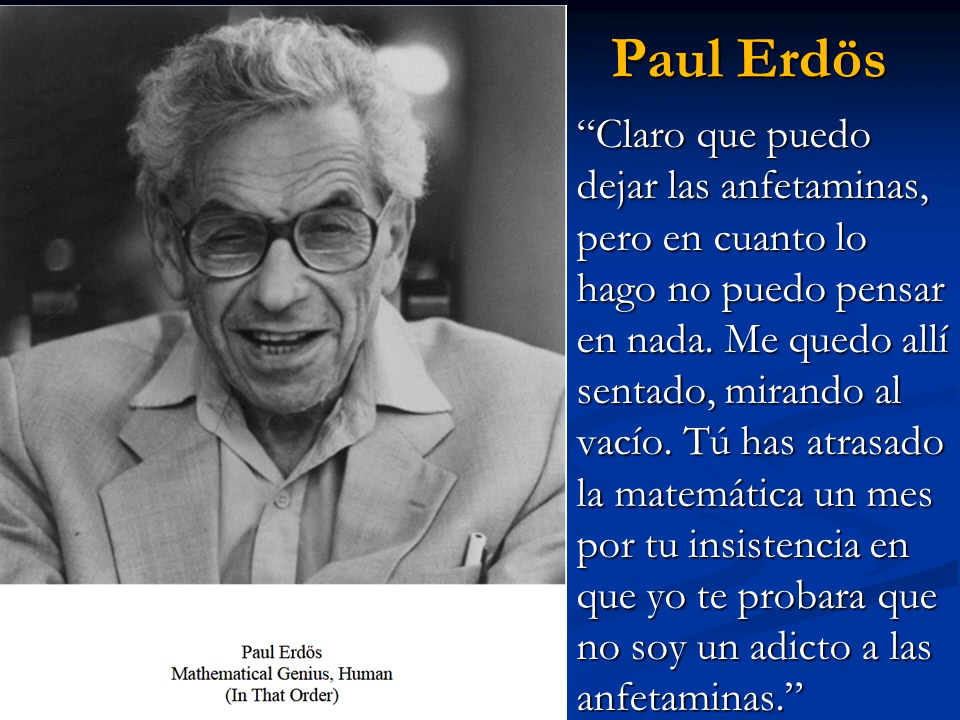 Paul Erdös
“Claro que puedo
dejar las anfetaminas,
pero en cuanto lo
hago no puedo pensar
en nada. Me quedo allí
sentado, mirando al
vacío. Tú has atrasado
la matemática un mes
por tu insistencia en
que yo te probara que
no soy un adicto a las
anfetaminas.”
Paul Erdös
Mathematical Genius, Human
(In That Order)